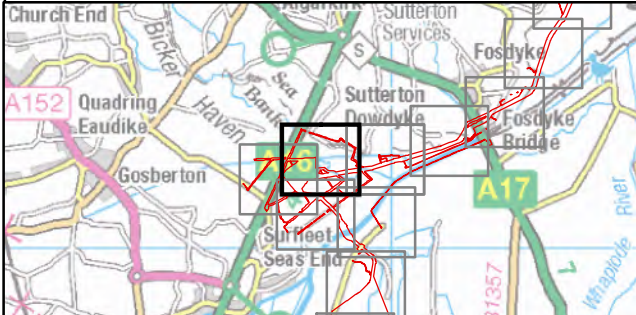 Church End
Bicker
Haven
Sea
Bank
Sutterton
Services
S
Fosdyke
A152
Quadring
Eaudike
Sutterton
Dowdyke
Fosdyke
Bridge
Gosberton
A17
Surfleet
Seas End
Whaplode River